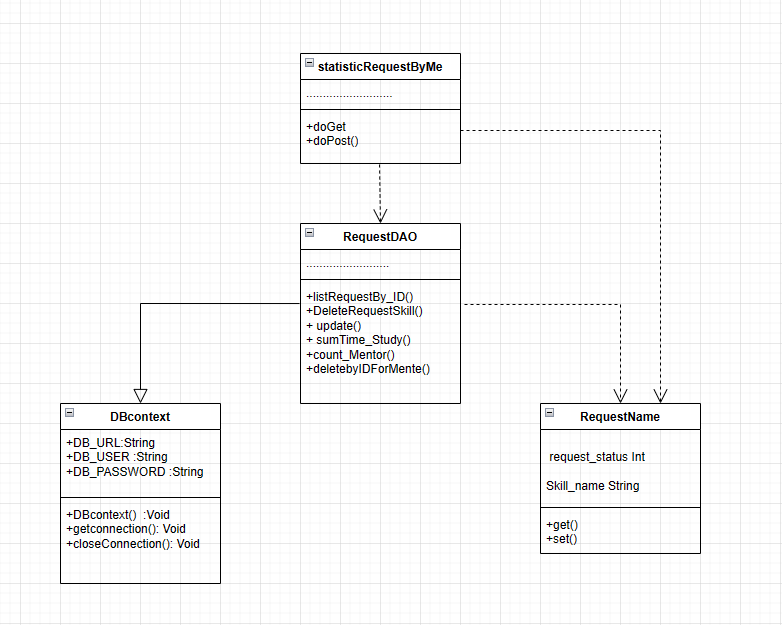 statisticRequestByMe
..........................
+doGet
+doPost()
RequestDAO
.........................
+listRequestBy_ID()
+DeleteRequestSkill()
+ update()
+ sumTime_Study()
+count_Mentor()
+deletebyIDForMente()
DBcontext
+DB_URL:String
+DB_USER :String
+DB_PASSWORD :String
+DBcontext()  :Void
+getconnection(): Void
+closeConnection(): Void
RequestName
request_status Int
Skill_name String
+get()
+set()